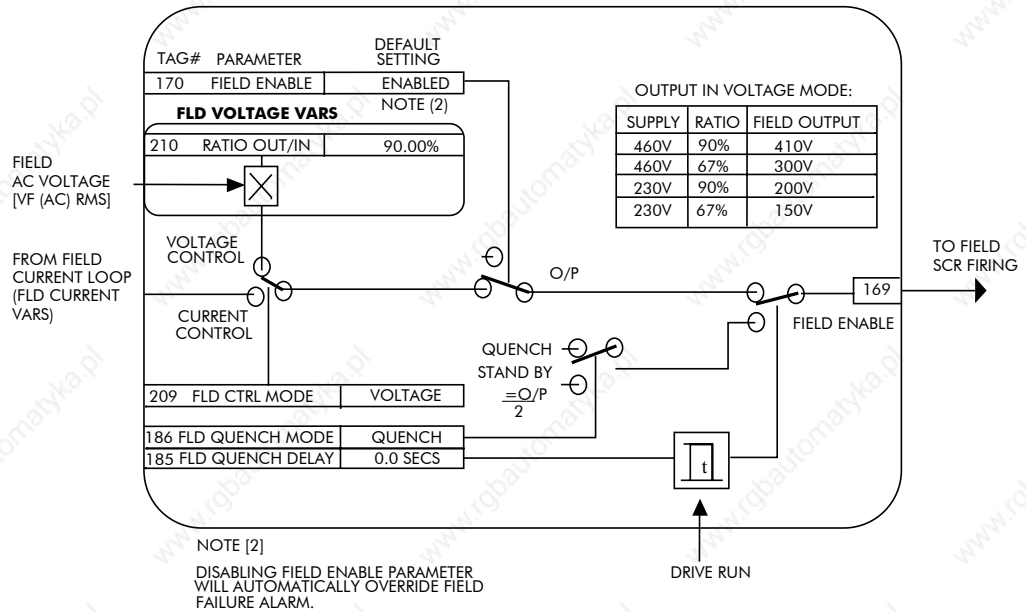 DEFAULT
TAG# PARAMETER SETTING
170 FIELD ENABLE ENABLED
NOTE (2)
FLD VOLTAGE VARS
210 RATIO OUT/IN 90.00%
FIELD
AC VOLTAGE
[VF (AC) RMS]
OUTPUT IN VOLTAGE MODE:
SUPPLY RATIO FIELD OUTPUT
460V 90% 410V
460V 67% 300V
230V 90% 200V
230V 67% 150V
VOLTAGE
CONTROL
FROM FIELD
CURRENT LOOP
(FLD CURRENT
VARS)
CURRENT
CONTROL
O/P
TO FIELD
SCR FIRING
169
FIELD ENABLE
QUENCH
STAND BY
=O/P
2
209 FLD CTRL MODE VOLTAGE
186 FLD QUENCH MODE QUENCH
185 FLD QUENCH DELAY 0.0 SECS
t
DRIVE RUN
NOTE [2]
DISABLING FIELD ENABLE PARAMETER
WILL AUTOMATICALLY OVERRIDE FIELD
FAILURE ALARM.
www.rgbautomatyka.pl